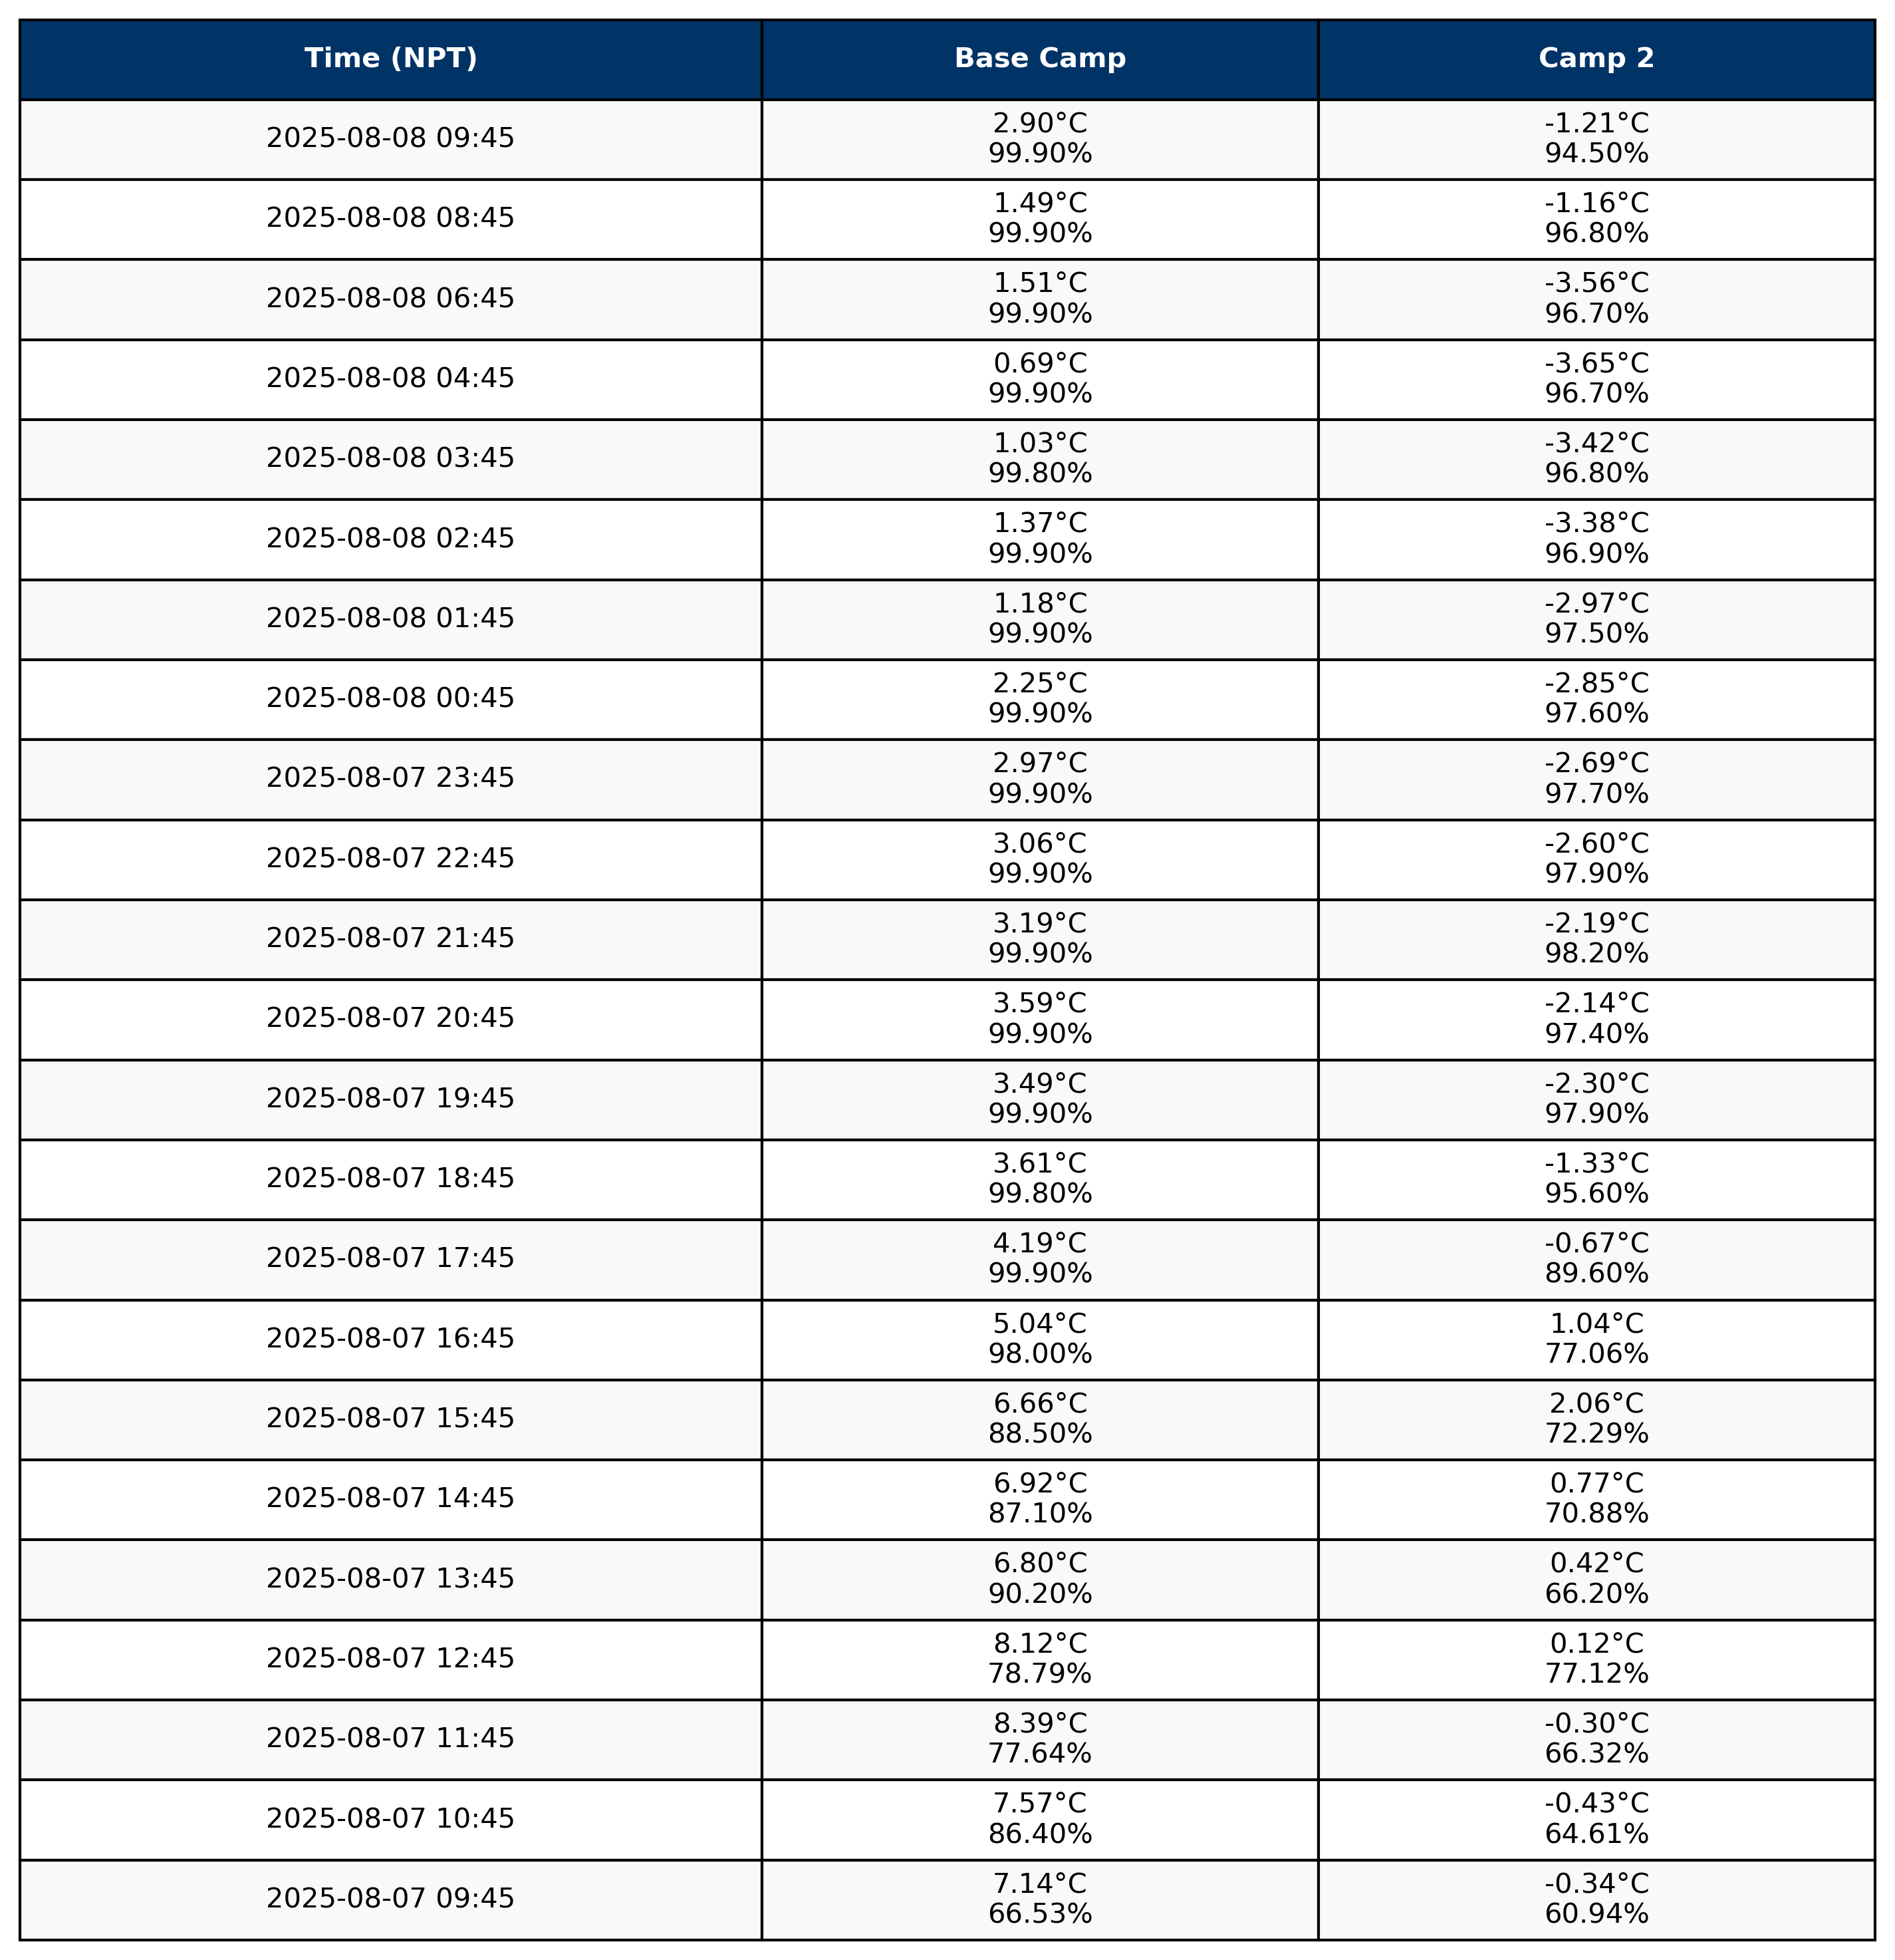 Time (NPT) Base Camp Camp 2
2025-08-08 09:45 2.90°C -1.21°C
99.90% 94.50%
2025-08-08 08:45 1.49°C -1.16°C
99.90% 96.80%
2025-08-08 06:45 1.51°C -3.56°C
99.90% 96.70%
2025-08-08 04:45 0.69°C -3.65°C
99.90% 96.70%
2025-08-08 03:45 1.03°C -3.42°C
99.80% 96.80%
2025-08-08 02:45 1.37°C -3.38°C
99.90% 96.90%
2025-08-08 01:45 1.18°C -2.97°C
99.90% 97.50%
2025-08-08 00:45 2.25°C -2.85°C
99.90% 97.60%
2025-08-07 23:45 2.97°C -2.69°C
99.90% 97.70%
2025-08-07 22:45 3.06°C -2.60°C
99.90% 97.90%
2025-08-07 21:45 3.19°C -2.19°C
99.90% 98.20%
2025-08-07 20:45 3.59°C -2.14°C
99.90% 97.40%
2025-08-07 19:45 3.49°C -2.30°C
99.90% 97.90%
2025-08-07 18:45 3.61°C -1.33°C
99.80% 95.60%
2025-08-07 17:45 4.19°C -0.67°C
99.90% 89.60%
2025-08-07 16:45 5.04°C 1.04°C
98.00% 77.06%
2025-08-07 15:45 6.66°C 2.06°C
88.50% 72.29%
2025-08-07 14:45 6.92°C 0.77°C
87.10% 70.88%
2025-08-07 13:45 6.80°C 0.42°C
90.20% 66.20%
2025-08-07 12:45 8.12°C 0.12°C
78.79% 77.12%
2025-08-07 11:45 8.39°C -0.30°C
77.64% 66.32%
2025-08-07 10:45 7.57°C -0.43°C
86.40% 64.61%
2025-08-07 09:45 7.14°C -0.34°C
66.53% 60.94%